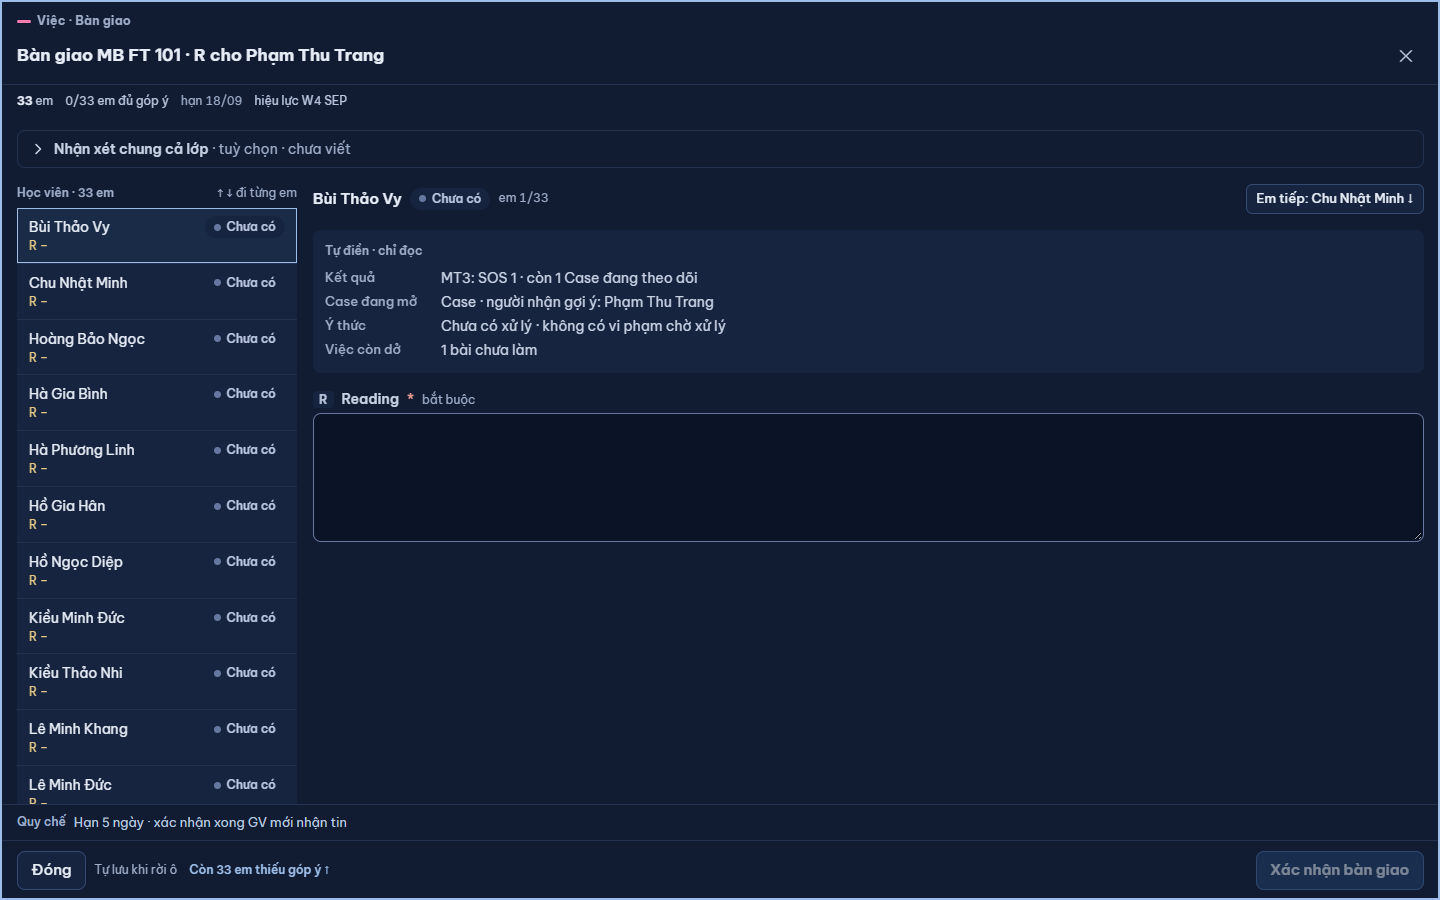 Việc · Bàn giao
Bàn giao MB FT 101 · R cho Phạm Thu Trang
33 em 0/33 em đủ góp ý hạn 18/09 hiệu lực W4 SEP
Nhận xét chung cả lớp · tuỳ chọn · chưa viết
Học viên · 33 em ↑↓ đi từng em
Bùi Thảo Vy Chưa có
R –
Chu Nhật Minh Chưa có
R –
Hoàng Bảo Ngọc Chưa có
R –
Hà Gia Bình Chưa có
R –
Hà Phương Linh Chưa có
R –
Hồ Gia Hân Chưa có
R –
Hồ Ngọc Diệp Chưa có
R –
Kiều Minh Đức Chưa có
R –
Kiều Thảo Nhi Chưa có
R –
Lê Minh Khang Chưa có
R –
Lê Minh Đức Chưa có
R –
Bùi Thảo Vy Chưa có em 1/33 Em tiếp: Chu Nhật Minh ↓
Tự điền · chỉ đọc
Kết quả MT3: SOS 1 · còn 1 Case đang theo dõi
Case đang mở Case · người nhận gợi ý: Phạm Thu Trang
Ý thức Chưa có xử lý · không có vi phạm chờ xử lý
Việc còn dở 1 bài chưa làm
R Reading * bắt buộc
Quy chế Hạn 5 ngày · xác nhận xong GV mới nhận tin
Đóng Tự lưu khi rời ô Còn 33 em thiếu góp ý ↑ Xác nhận bàn giao